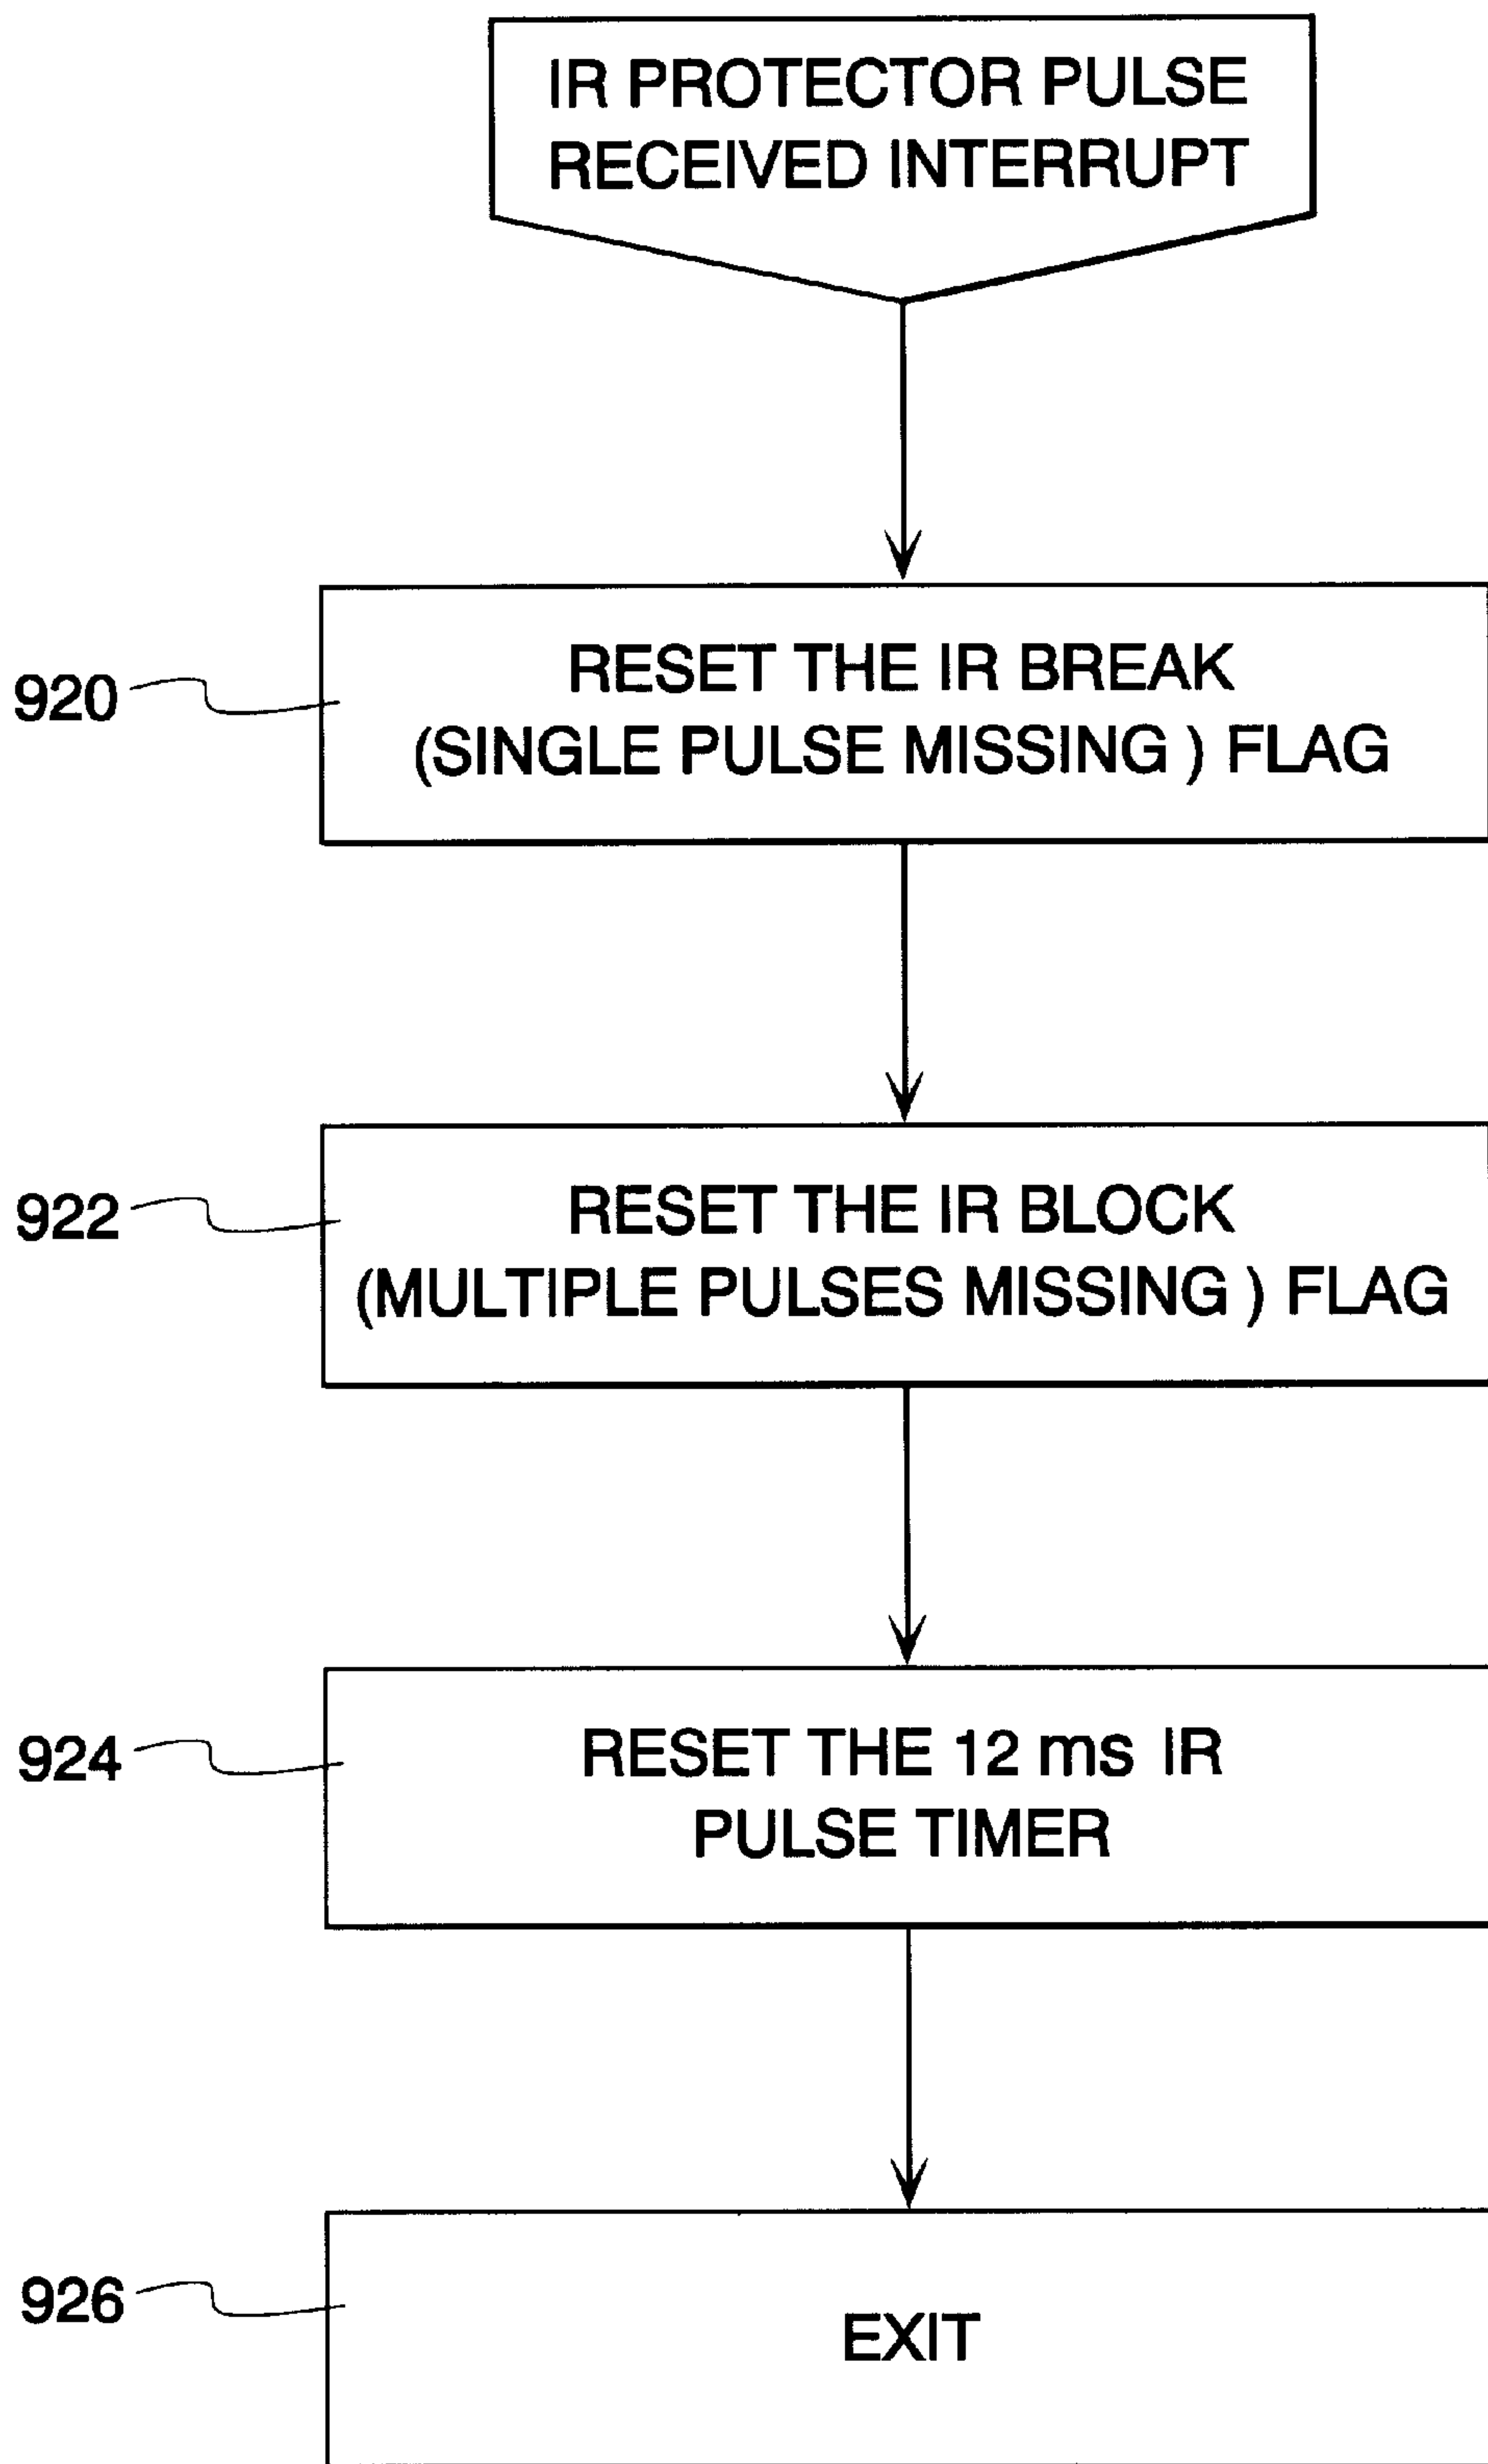 IR PROTECTOR PULSE
RECEIVED INTERRUPT
920
RESET THE IR BREAK
(SINGLE PULSE MISSING ) FLAG
922
RESET THE IR BLOCK
(MULTIPLE PULSES MISSING ) FLAG
924
RESET THE 12 ms IR
PULSE TIMER
926
EXIT